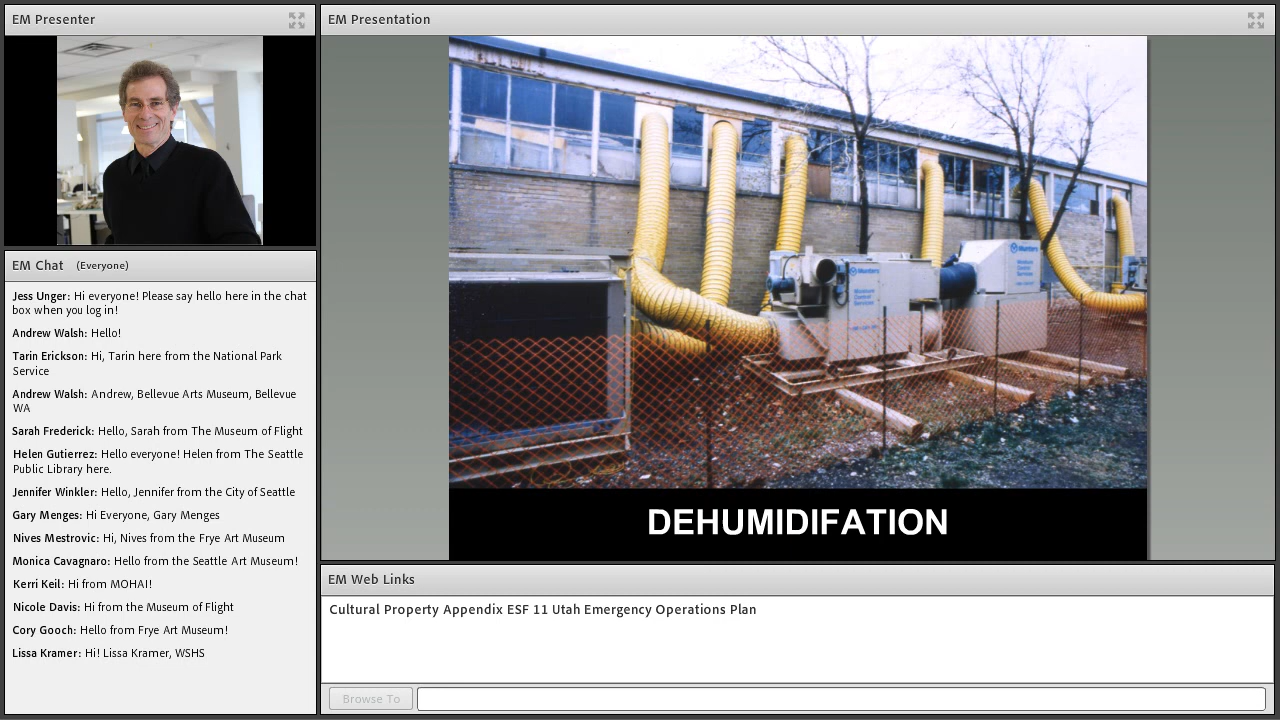 EM Presenter
EM Chat (Everyone)
Jess Unger: Hi everyone! Please say hello here in the chat
box when you log in!
Andrew Walsh: Hello!
Tarin Erickson: Hi, Tarin here from the National Park
Service
Andrew Walsh: Andrew, Bellevue Arts Museum, Bellevue
WA
Sarah Frederick: Hello, Sarah from The Museum of Flight
Helen Gutierrez: Hello everyone! Helen from The Seattle
Public Library here.
Jennifer Winkler: Hello, Jennifer from the City of Seattle
Gary Menges: Hi Everyone, Gary Menges
Nives Mestrovic: Hi, Nives from the Frye Art Museum
Monica Cavagnaro: Hello from the Seattle Art Museum!
Kerri Keil: Hi from MOHAI!
Nicole Davis: Hi from the Museum of Flight
Cory Gooch: Hello from Frye Art Museum!
Lissa Kramer: Hi! Lissa Kramer, WSHS
EM Presentation
Munters
Moisture
Control
Services
Munters
DEHUMIDIFATION
EM Web Links
Cultural Property Appendix ESF 11 Utah Emergency Operations Plan
Browse To